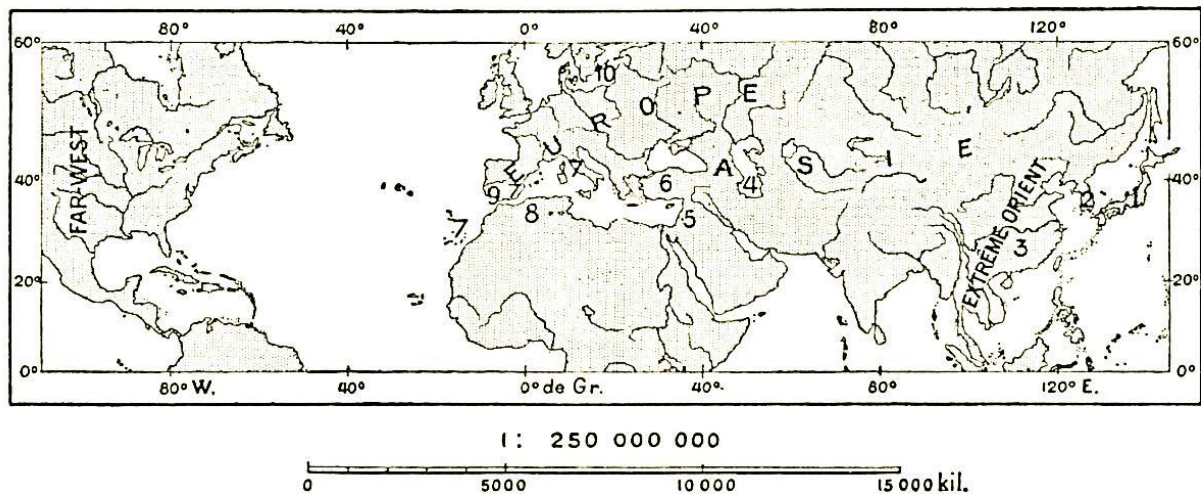 80° 40° 0° 40° 80° 120°
60° 60°
10
E U R O P E
A S I E
FAR-WEST
EXTRÊME ORIENT
40° 40°
9
7
6
4
2
1
7
8
5
3
20° 20°
0° 0°
80° W. 40° 0° de Gr. 40° 80° 120° E.
1: 250 000 000
0 5000 10 000 15 000 kil.